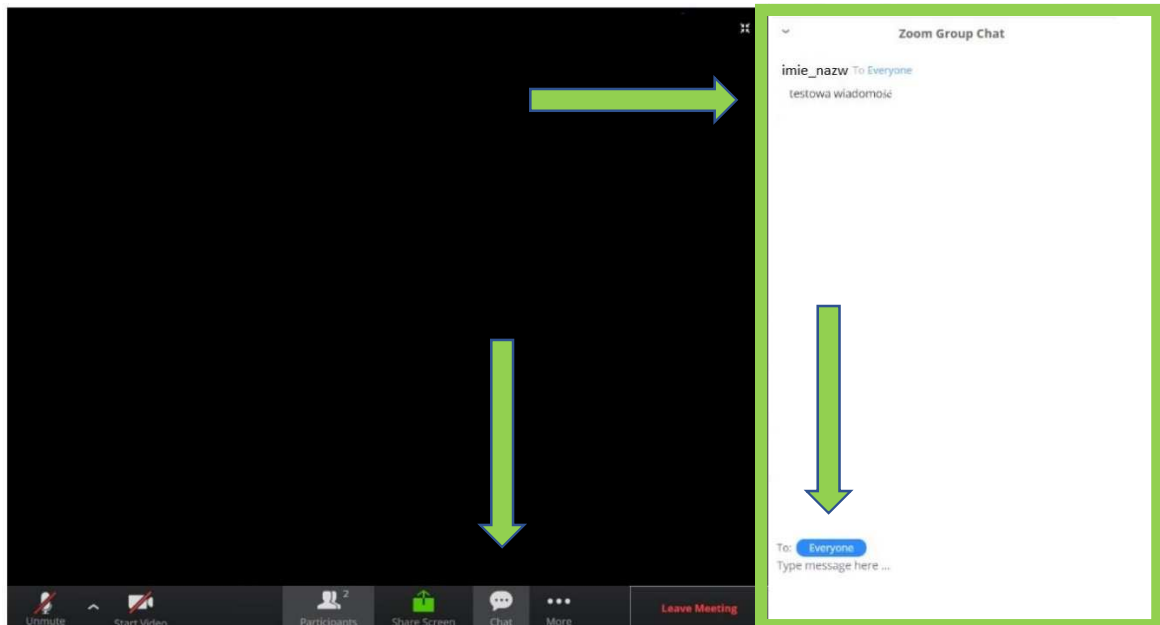 Zoom Group Chat
imie_nazw To Everyone
testowa wiadomość
To: Everyone
Type message here ...
Unmute
Start Video
Participants
2
Share Screen
Chat
More
Leave Meeting